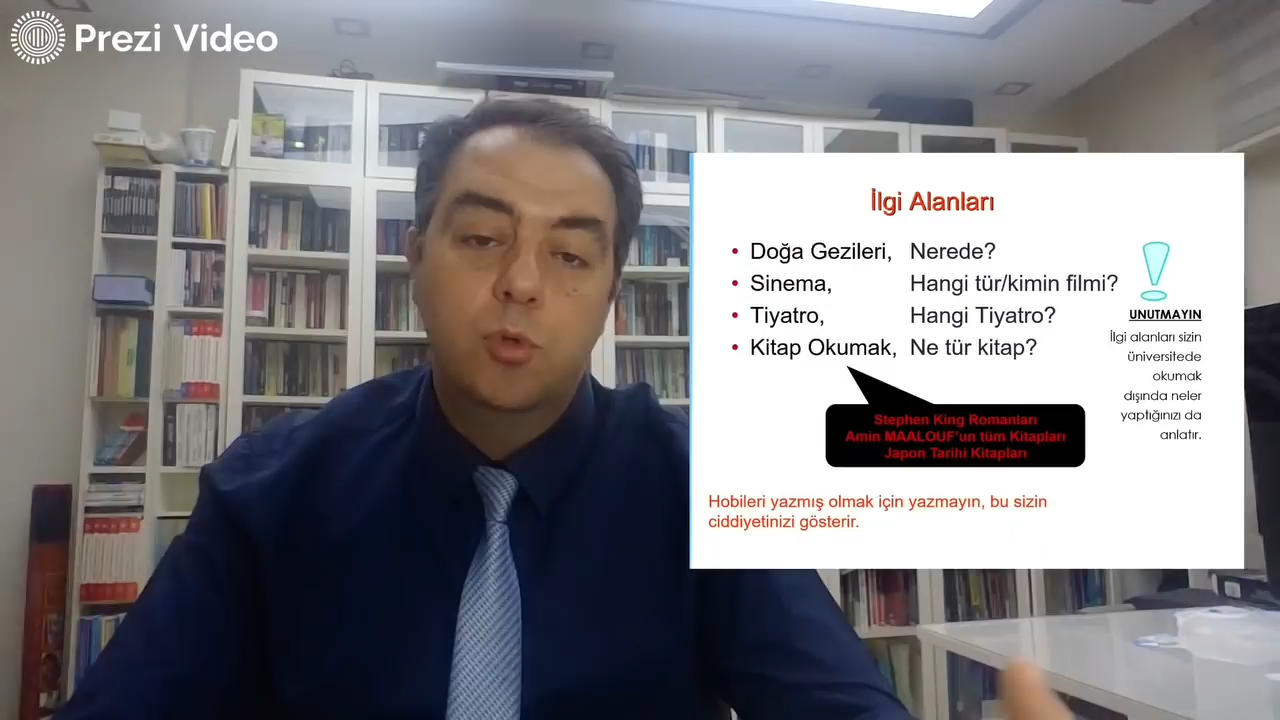 Prezi Video
İlgi Alanları
• Doğa Gezileri, Nerede?
• Sinema, Hangi tür/kimin filmi?
• Tiyatro, Hangi Tiyatro?
• Kitap Okumak, Ne tür kitap?
Stephen King Romanları
Amin MAALOUF'un tüm Kitapları
Japon Tarihi Kitapları
UNUTMAYIN
İlgi alanları sizin
üniversitede
okumak
dışında neler
yaptığınızı da
anlatır.
Hobileri yazmış olmak için yazmayın, bu sizin
ciddiyetinizi gösterir.